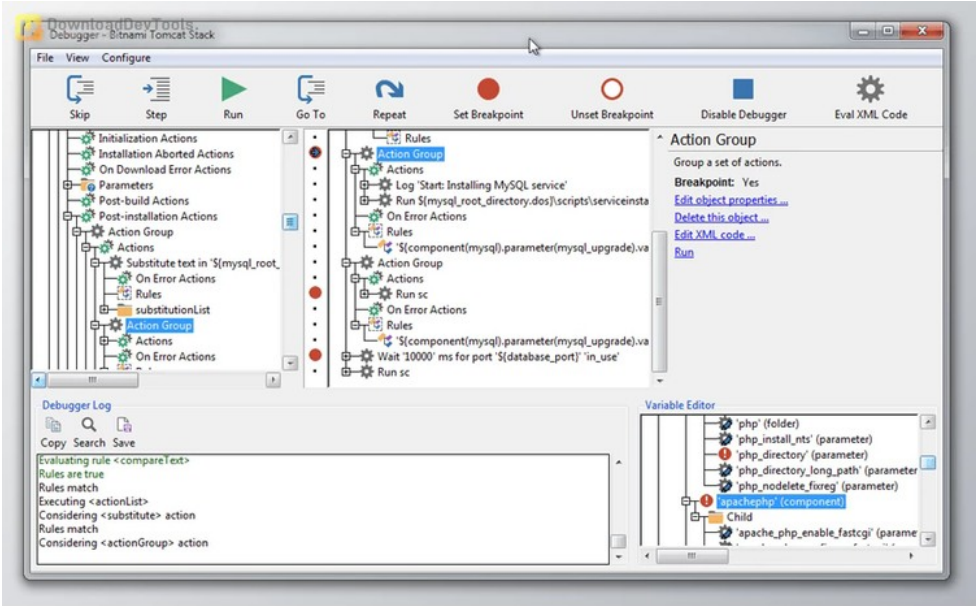 DownloadDevTools.
Debugger - Bitnami Tomcat Stack
File View Configure
Skip Step Run Go To Repeat Set Breakpoint Unset Breakpoint Disable Debugger Eval XML Code
Initialization Actions
Installation Aborted Actions
On Download Error Actions
Parameters
Post-build Actions
Post-installation Actions
Action Group
Actions
Substitute text in '${mysql_root_
On Error Actions
Rules
substitutionList
Action Group
Actions
On Error Actions
Rules
Action Group
Actions
Log 'Start: Installing MySQL service'
Run ${mysql_root_directory.dos}\scripts\serviceinsta
On Error Actions
Rules
'${component(mysql).parameter(mysql_upgrade).va
Action Group
Actions
Run sc
On Error Actions
Rules
'${component(mysql).parameter(mysql_upgrade).va
Wait '10000' ms for port '${database_port}' 'in_use'
Run sc
Action Group
Group a set of actions.
Breakpoint: Yes
Edit object properties ...
Delete this object ...
Edit XML code ...
Run
Debugger Log
Copy Search Save
Evaluating rule <compareText>
Rules are true
Rules match
Executing <actionList>
Considering <substitute> action
Rules match
Considering <actionGroup> action
Variable Editor
'php' (folder)
'php_install_nts' (parameter)
'php_directory' (parameter)
'php_directory_long_path' (parameter
'php_nodelete_fixreg' (parameter)
'apachephp' (component)
Child
'apache_php_enable_fastcgi' (parame